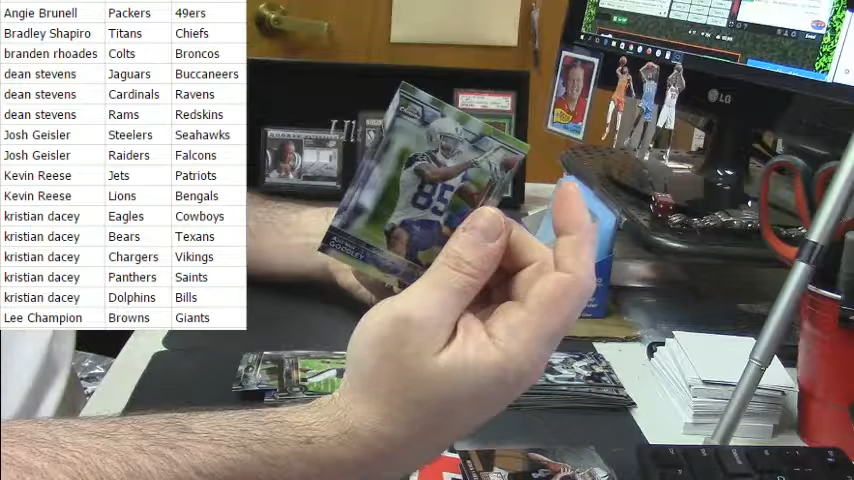 Angie Brunell Packers 49ers
Bradley Shapiro Titans Chiefs
branden rhoades Colts Broncos
dean stevens Jaguars Buccaneers
dean stevens Cardinals Ravens
dean stevens Rams Redskins
Josh Geisler Steelers Seahawks
Josh Geisler Raiders Falcons
Kevin Reese Jets Patriots
Kevin Reese Lions Bengals
kristian dacey Eagles Cowboys
kristian dacey Bears Texans
kristian dacey Chargers Vikings
kristian dacey Panthers Saints
kristian dacey Dolphins Bills
Lee Champion Browns Giants
85
LG